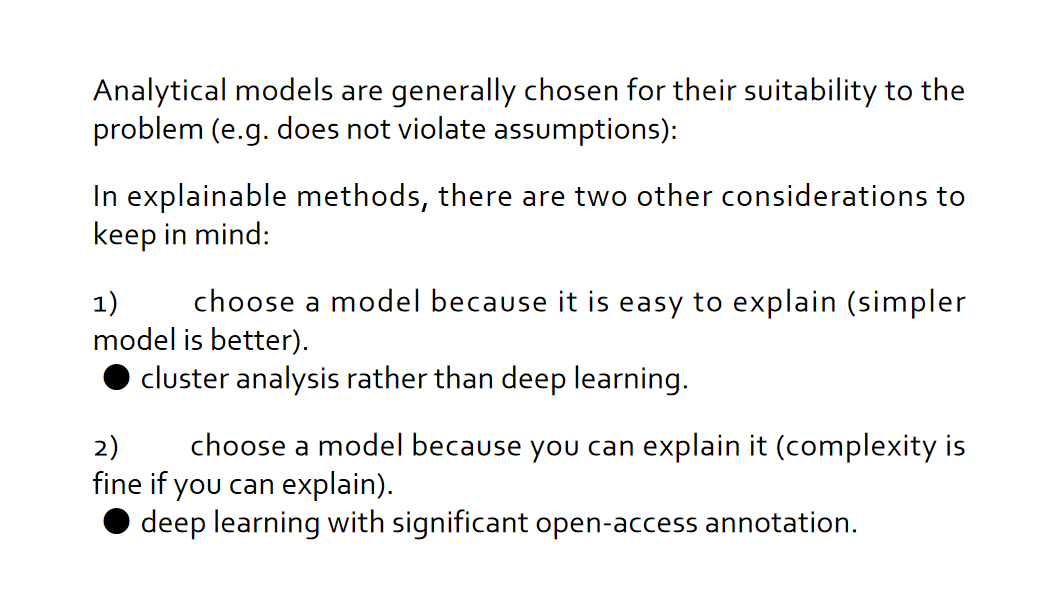 Analytical models are generally chosen for their suitability to the
problem (e.g. does not violate assumptions):
In explainable methods, there are two other considerations to
keep in mind:
1) choose a model because it is easy to explain (simpler
model is better).
● cluster analysis rather than deep learning.
2) choose a model because you can explain it (complexity is
fine if you can explain).
● deep learning with significant open-access annotation.